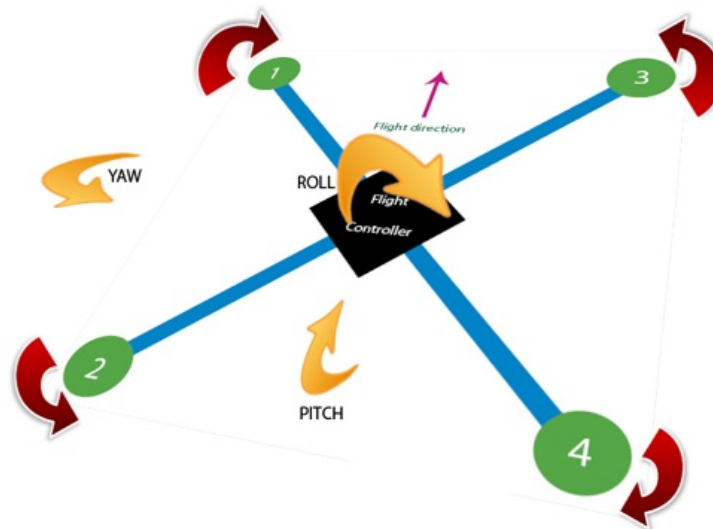 1
3
Flight direction
YAW
ROLL
Flight
Controller
2
PITCH
4